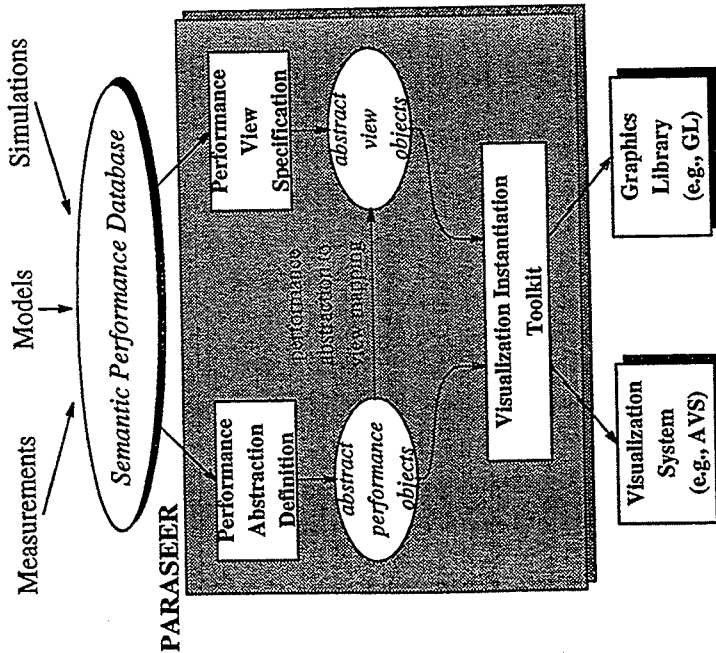 Measurements
Models
Simulations
Semantic Performance Database
PARASEER
Performance
Abstraction
Definition
Performance
View
Specification
abstract
performance
objects
performance
abstraction to
view mapping
abstract
view
objects
Visualization Instantiation
Toolkit
Visualization
System
(e.g., AVS)
Graphics
Library
(e.g., GL)